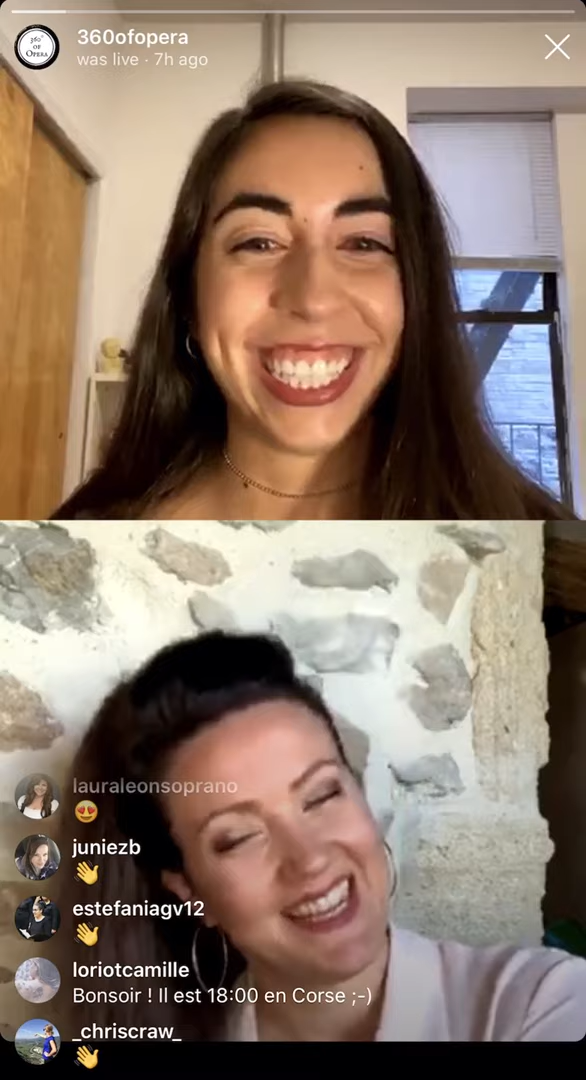 360°
OF
OPERA
360ofopera
was live · 7h ago
lauraleonsoprano
😍
juniezb
👋
estefaniagv12
👋
loriotcamille
Bonsoir ! Il est 18:00 en Corse ;-)
_chriscraw_
👋